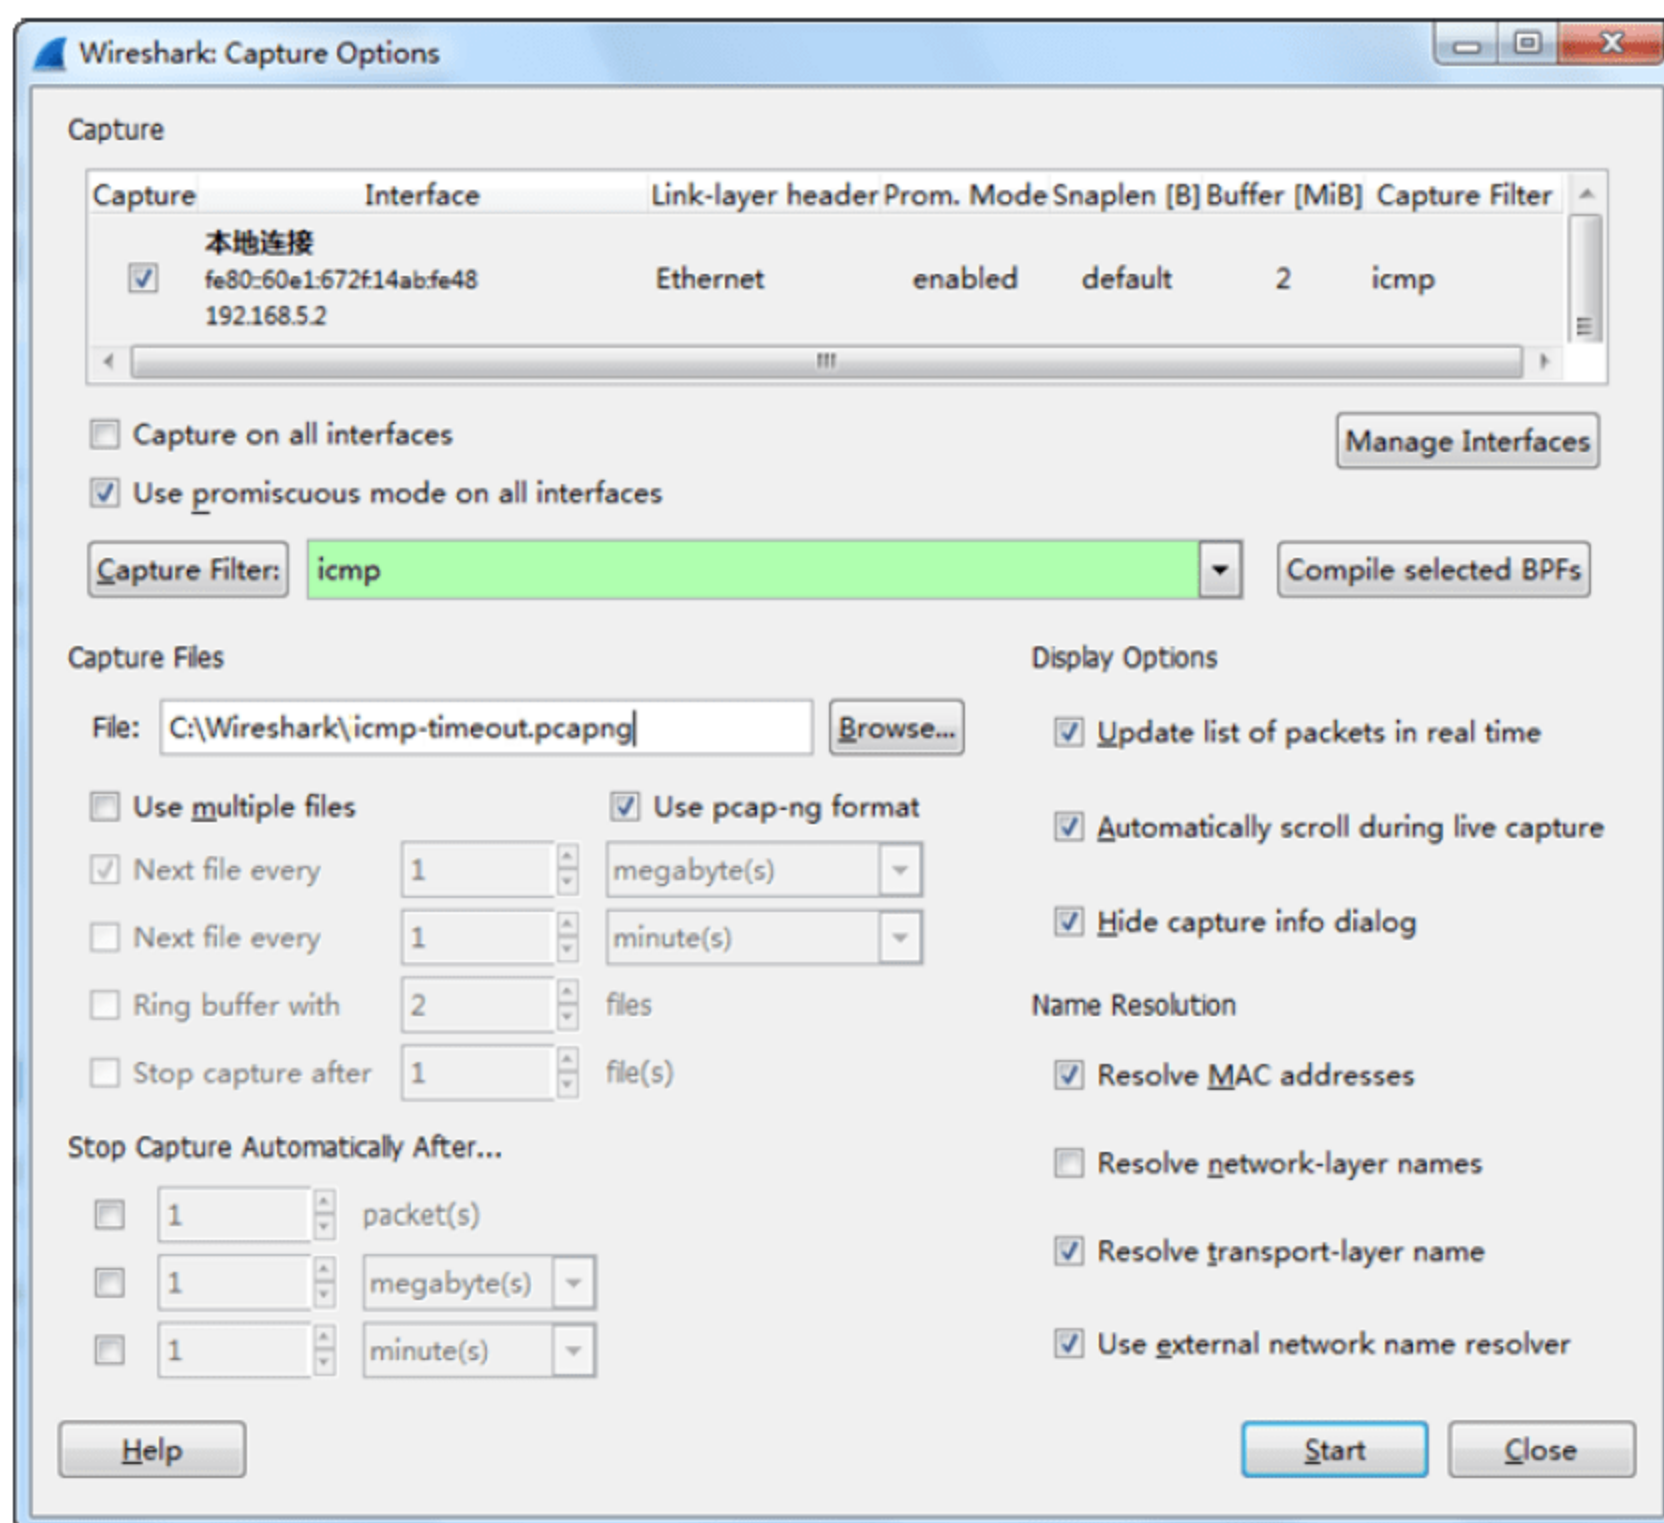 Wireshark: Capture Options
Capture
Capture Interface Link-layer header Prom. Mode Snaplen [B] Buffer [MiB] Capture Filter
本地连接
fe80::60e1:672f:14ab:fe48 Ethernet enabled default 2 icmp
192.168.5.2
Capture on all interfaces
Manage Interfaces
Use promiscuous mode on all interfaces
Capture Filter: icmp Compile selected BPFs
Capture Files
File: C:\Wireshark\icmp-timeout.pcapng Browse...
Use multiple files Use pcap-ng format
Next file every 1 megabyte(s)
Next file every 1 minute(s)
Ring buffer with 2 files
Stop capture after 1 file(s)
Stop Capture Automatically After...
1 packet(s)
1 megabyte(s)
1 minute(s)
Display Options
Update list of packets in real time
Automatically scroll during live capture
Hide capture info dialog
Name Resolution
Resolve MAC addresses
Resolve network-layer names
Resolve transport-layer name
Use external network name resolver
Help Start Close